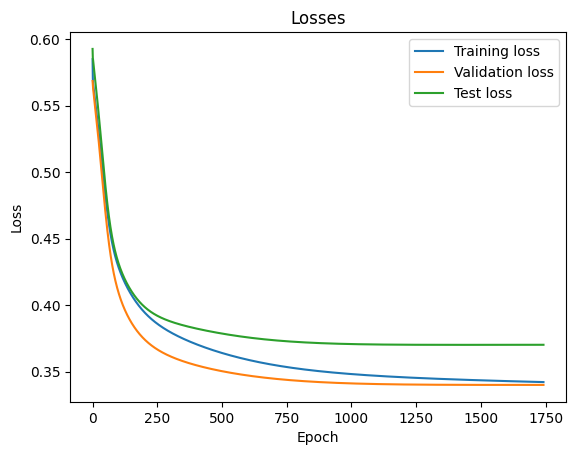 Losses
Training loss
Validation loss
Test loss
0.60
0.55
0.50
0.45
0.40
0.35
Loss
0
250
500
750
1000
1250
1500
1750
Epoch